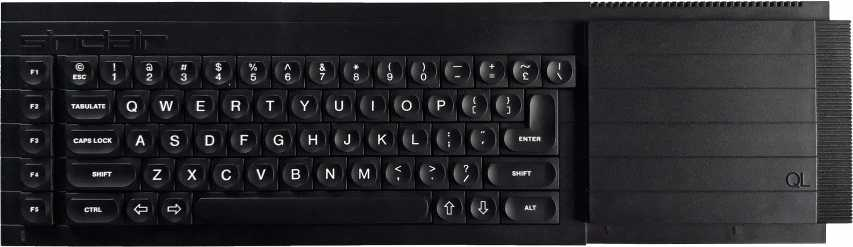 sinclair
F1 © ESC ! 1 @ 2 # 3 $ 4 % 5 ^ 6 & 7 * 8 ( 9 ) 0 _ - + = ~ £ | \
F2 TABULATE Q W E R T Y U I O P { [ } ]
F3 CAPS LOCK A S D F G H J K L : ; " ' ENTER
F4 SHIFT Z X C V B N M < , > . ? / SHIFT
QL
F5 CTRL ⇦ ⇨ ⇧ ⇩ ALT